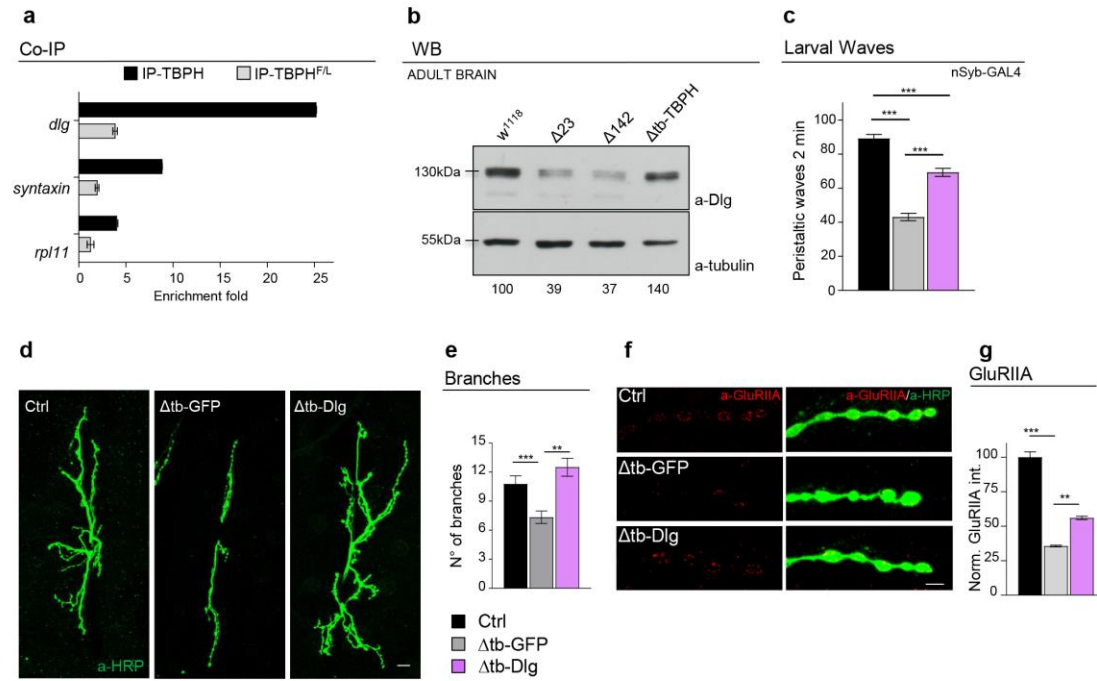 a
Co-IP
IP-TBPH IP-TBPH^F/L
dlg
syntaxin
rpl11
0 5 10 15 20 25
Enrichment fold
b
WB
ADULT BRAIN
w^1118 Δ23 Δ142 Δtb-TBPH
130kDa
a-Dlg
55kDa
a-tubulin
100 39 37 140
c
Larval Waves
nSyb-GAL4
***
*** ***
***
Peristaltic waves 2 min
100
80
60
40
20
0
d
Ctrl Δtb-GFP Δtb-Dlg
a-HRP
e
Branches
*** **
N° of branches
15
12
9
6
3
0
Ctrl
Δtb-GFP
Δtb-Dlg
f
Ctrl a-GluRIIA a-GluRIIA/a-HRP
Δtb-GFP
Δtb-Dlg
g
GluRIIA
***
**
Norm. GluRIIA int.
100
75
50
25
0